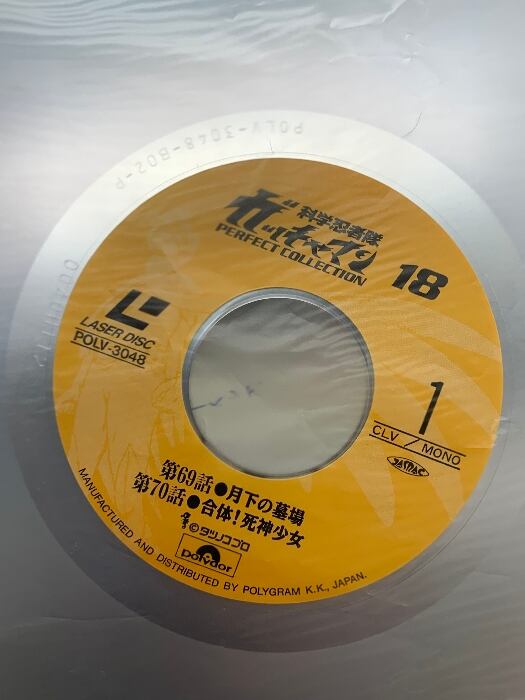 POLV-3048-B02-P
科学忍者隊
ガッチャマン
PERFECT COLLECTION
18
LASER DISC
POLV-3048
1
CLV / MONO
JASRAC
第69話●月下の墓場
第70話●合体!死神少女
©タツノコプロ
Polydor
MANUFACTURED AND DISTRIBUTED BY POLYGRAM K.K., JAPAN.